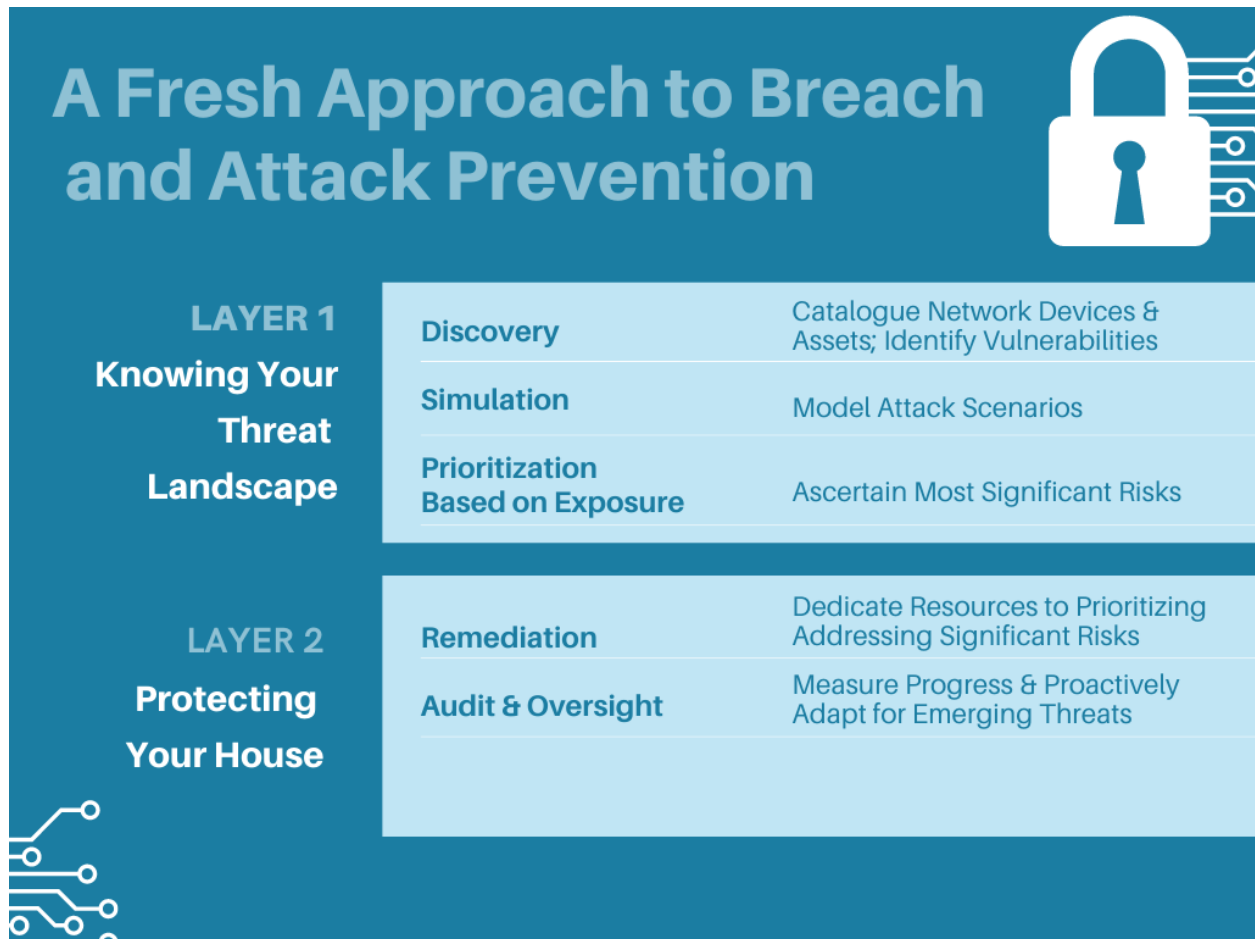 A Fresh Approach to Breach
and Attack Prevention
LAYER 1
Knowing Your
Threat
Landscape
Discovery
Catalogue Network Devices &
Assets; Identify Vulnerabilities
Simulation
Model Attack Scenarios
Prioritization
Based on Exposure
Ascertain Most Significant Risks
LAYER 2
Protecting
Your House
Remediation
Dedicate Resources to Prioritizing
Addressing Significant Risks
Audit & Oversight
Measure Progress & Proactively
Adapt for Emerging Threats